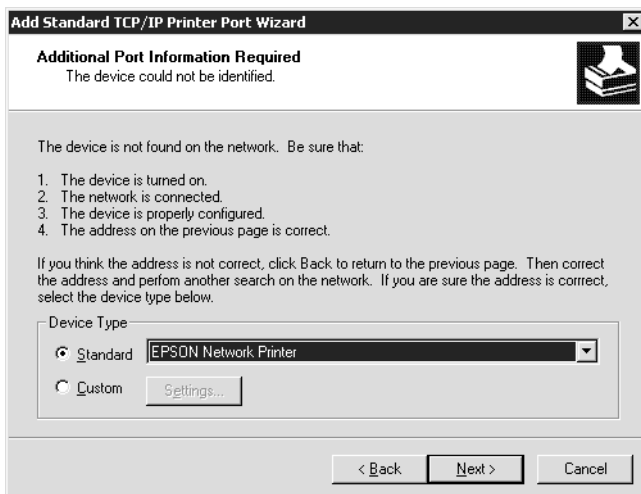 Add Standard TCP/IP Printer Port Wizard
Additional Port Information Required
The device could not be identified.
The device is not found on the network.  Be sure that:
1.  The device is turned on.
2.  The network is connected.
3.  The device is properly configured.
4.  The address on the previous page is correct.
If you think the address is not correct, click Back to return to the previous page.  Then correct
the address and perfom another search on the network.  If you are sure the address is corrrect,
select the device type below.
Device Type
Standard EPSON Network Printer
Custom Settings...
< Back Next > Cancel